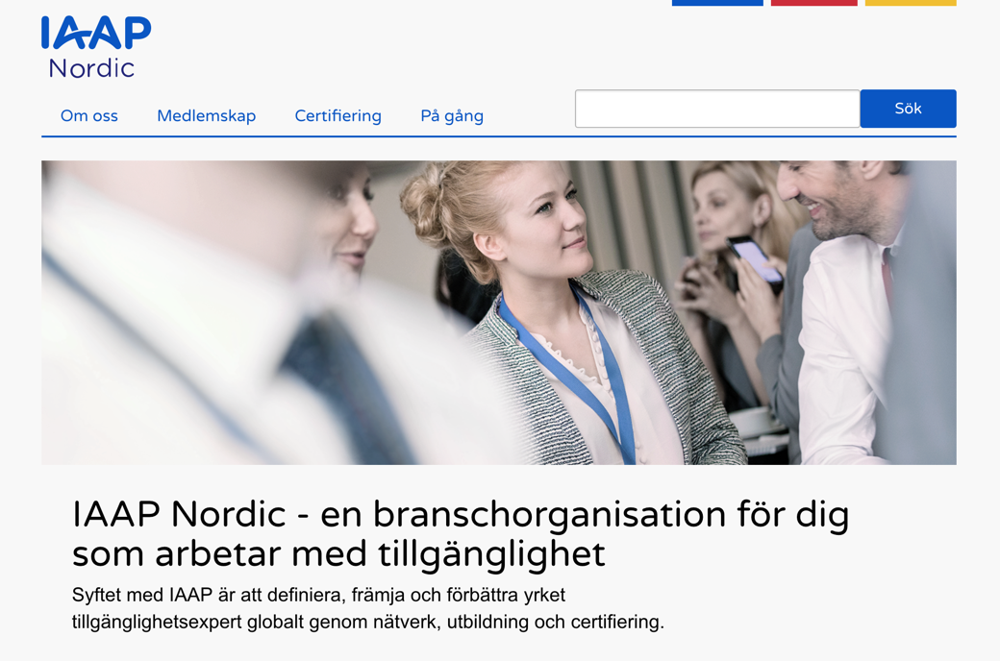 IAAP
Nordic
Om oss Medlemskap Certifiering På gång
Sök
IAAP Nordic - en branschorganisation för dig
som arbetar med tillgänglighet
Syftet med IAAP är att definiera, främja och förbättra yrket
tillgänglighetsexpert globalt genom nätverk, utbildning och certifiering.